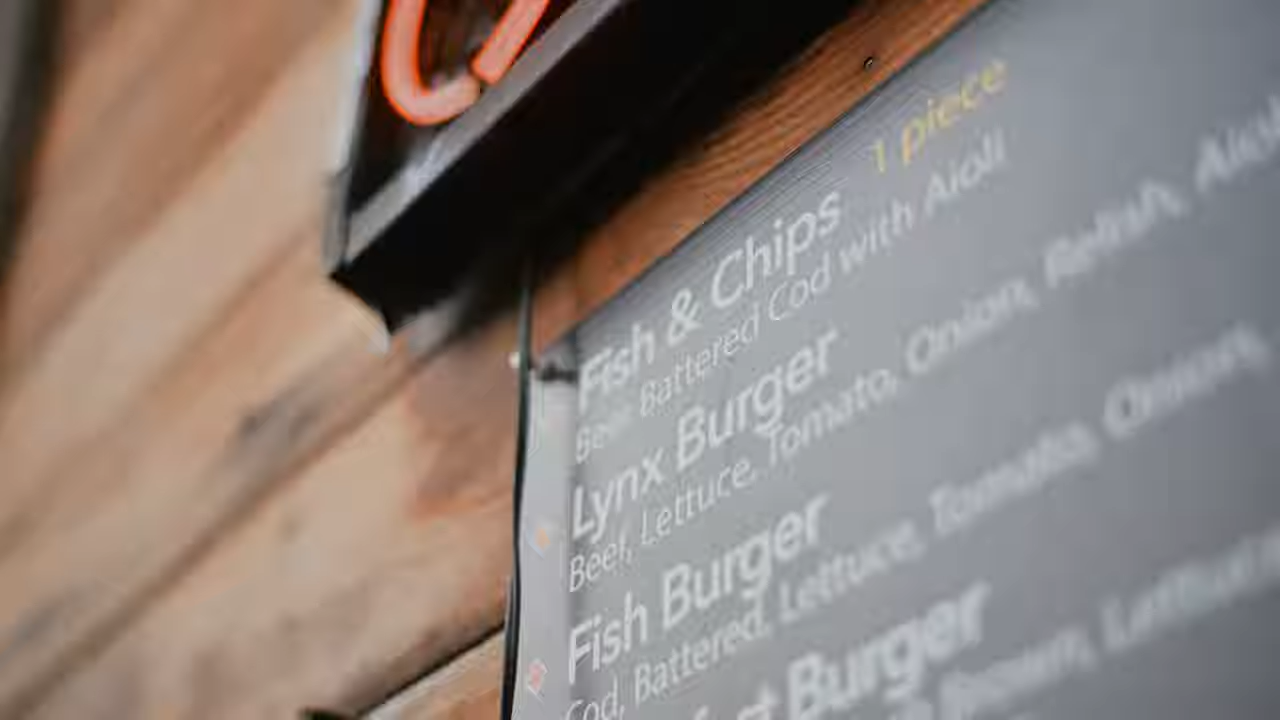 Fish & Chips 1 piece
Beer Battered Cod with Aioli
Lynx Burger
Beef, Lettuce, Tomato, Onion, Relish, Aioli
Fish Burger
Cod, Battered, Lettuce, Tomato, Onion,
Burger